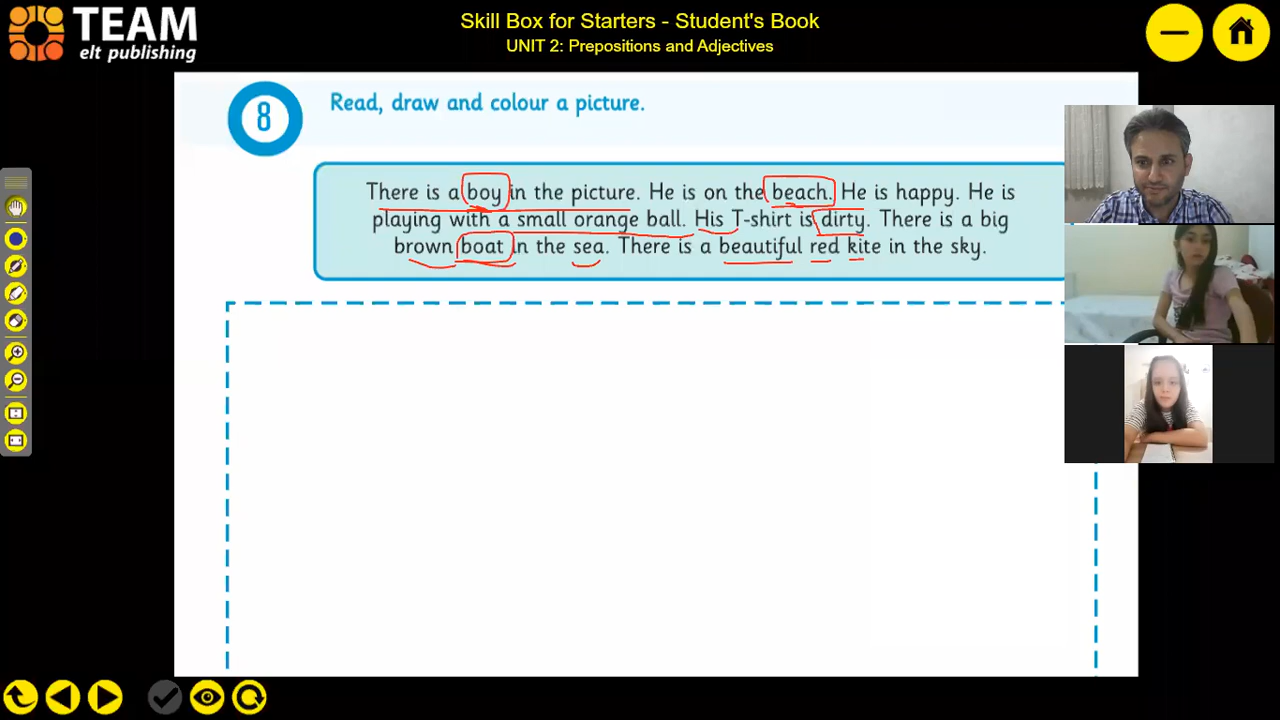 TEAM
elt publishing
Skill Box for Starters - Student's Book
UNIT 2: Prepositions and Adjectives
8
Read, draw and colour a picture.
There is a boy in the picture. He is on the beach. He is happy. He is
playing with a small orange ball. His T-shirt is dirty. There is a big
brown boat in the sea. There is a beautiful red kite in the sky.